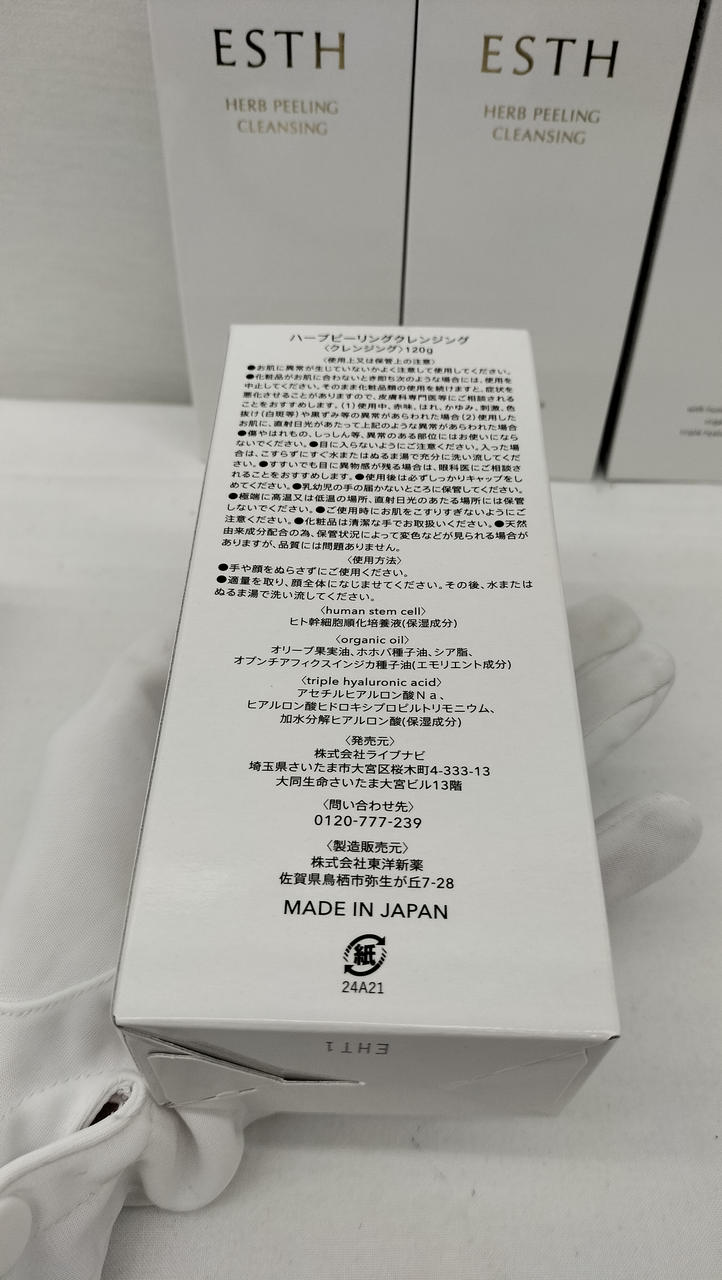 ESTH
HERB PEELING
CLEANSING
ESTH
HERB PEELING
CLEANSING
ハーブピーリングクレンジング
〈クレンジング〉120g
〈使用上又は保管上の注意〉
●お肌に異常が生じていないかよく注意して使用してください。
●化粧品がお肌に合わないとき即ち次のような場合には、使用を
中止してください。そのまま化粧品類の使用を続けますと、症状を
悪化させることがありますので、皮膚科専門医等にご相談される
ことをおすすめします。(1)使用中、赤味、はれ、かゆみ、刺激、色
抜け(白斑等)や黒ずみ等の異常があらわれた場合(2)使用した
お肌に、直射日光があたって上記のような異常があらわれた場合
●傷やはれもの、しっしん等、異常のある部位にはお使いになら
ないでください。●目に入らないようにご注意ください。入った場
合は、こすらずにすぐ水またはぬるま湯で充分に洗い流してくだ
さい。●すすいでも目に異物感が残る場合は、眼科医にご相談さ
れることをおすすめします。●使用後は必ずしっかりキャップをし
めてください。●乳幼児の手の届かないところに保管してください。
●極端に高温又は低温の場所、直射日光のあたる場所には保管
しないでください。●ご使用時にお肌をこすりすぎないようにご
注意ください。●化粧品は清潔な手でお取扱いください。●天然
由来成分配合の為、保管状況によって変色などが見られる場合が
ありますが、品質には問題ありません。
〈使用方法〉
●手や顔をぬらさずにご使用ください。
●適量を取り、顔全体になじませてください。その後、水または
ぬるま湯で洗い流してください。
〈human stem cell〉
ヒト幹細胞順化培養液(保湿成分)
〈organic oil〉
オリーブ果実油、ホホバ種子油、シア脂、
オプンチアフィクスインジカ種子油(エモリエント成分)
〈triple hyaluronic acid〉
アセチルヒアルロン酸Ｎａ、
ヒアルロン酸ヒドロキシプロピルトリモニウム、
加水分解ヒアルロン酸(保湿成分)
〈発売元〉
株式会社ライブナビ
埼玉県さいたま市大宮区桜木町4-333-13
大同生命さいたま大宮ビル13階
〈問い合わせ先〉
0120-777-239
〈製造販売元〉
株式会社東洋新薬
佐賀県鳥栖市弥生が丘7-28
MADE IN JAPAN
紙
24A21
EHT1